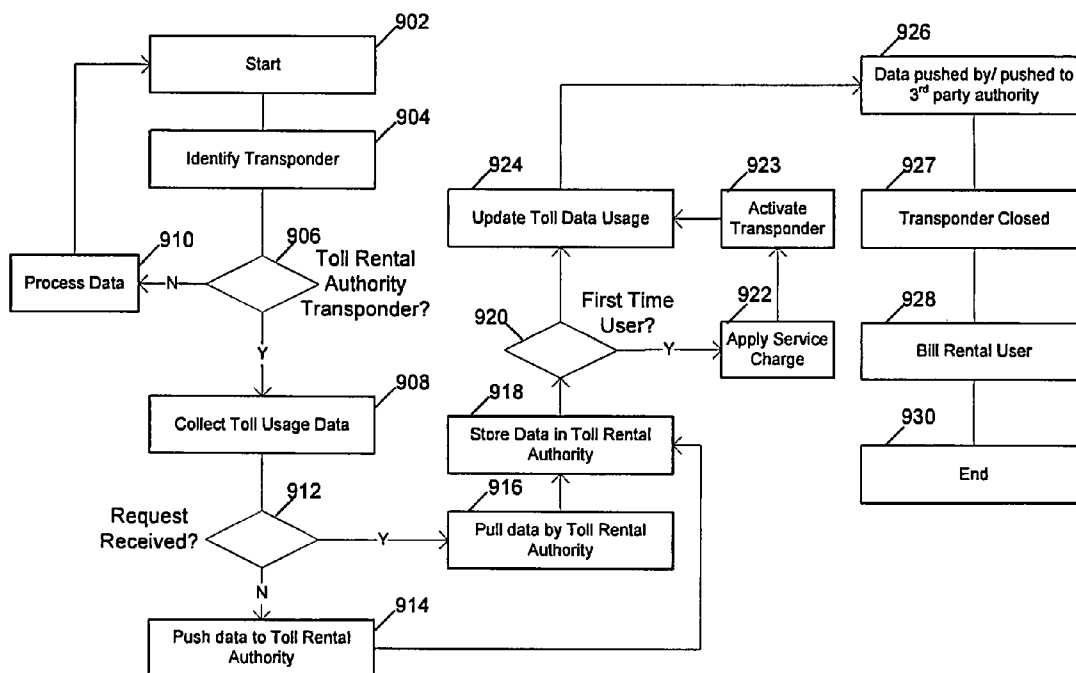 902
Start
904
Identify Transponder
906
Toll Rental
Authority
Transponder?
N
910
Process Data
Y
908
Collect Toll Usage Data
912
Request
Received?
Y
N
914
Push data to Toll Rental
Authority
916
Pull data by Toll Rental
Authority
918
Store Data in Toll Rental
Authority
920
First Time
User?
Y
922
Apply Service
Charge
923
Activate
Transponder
924
Update Toll Data Usage
926
Data pushed by/ pushed to
3rd party authority
927
Transponder Closed
928
Bill Rental User
930
End